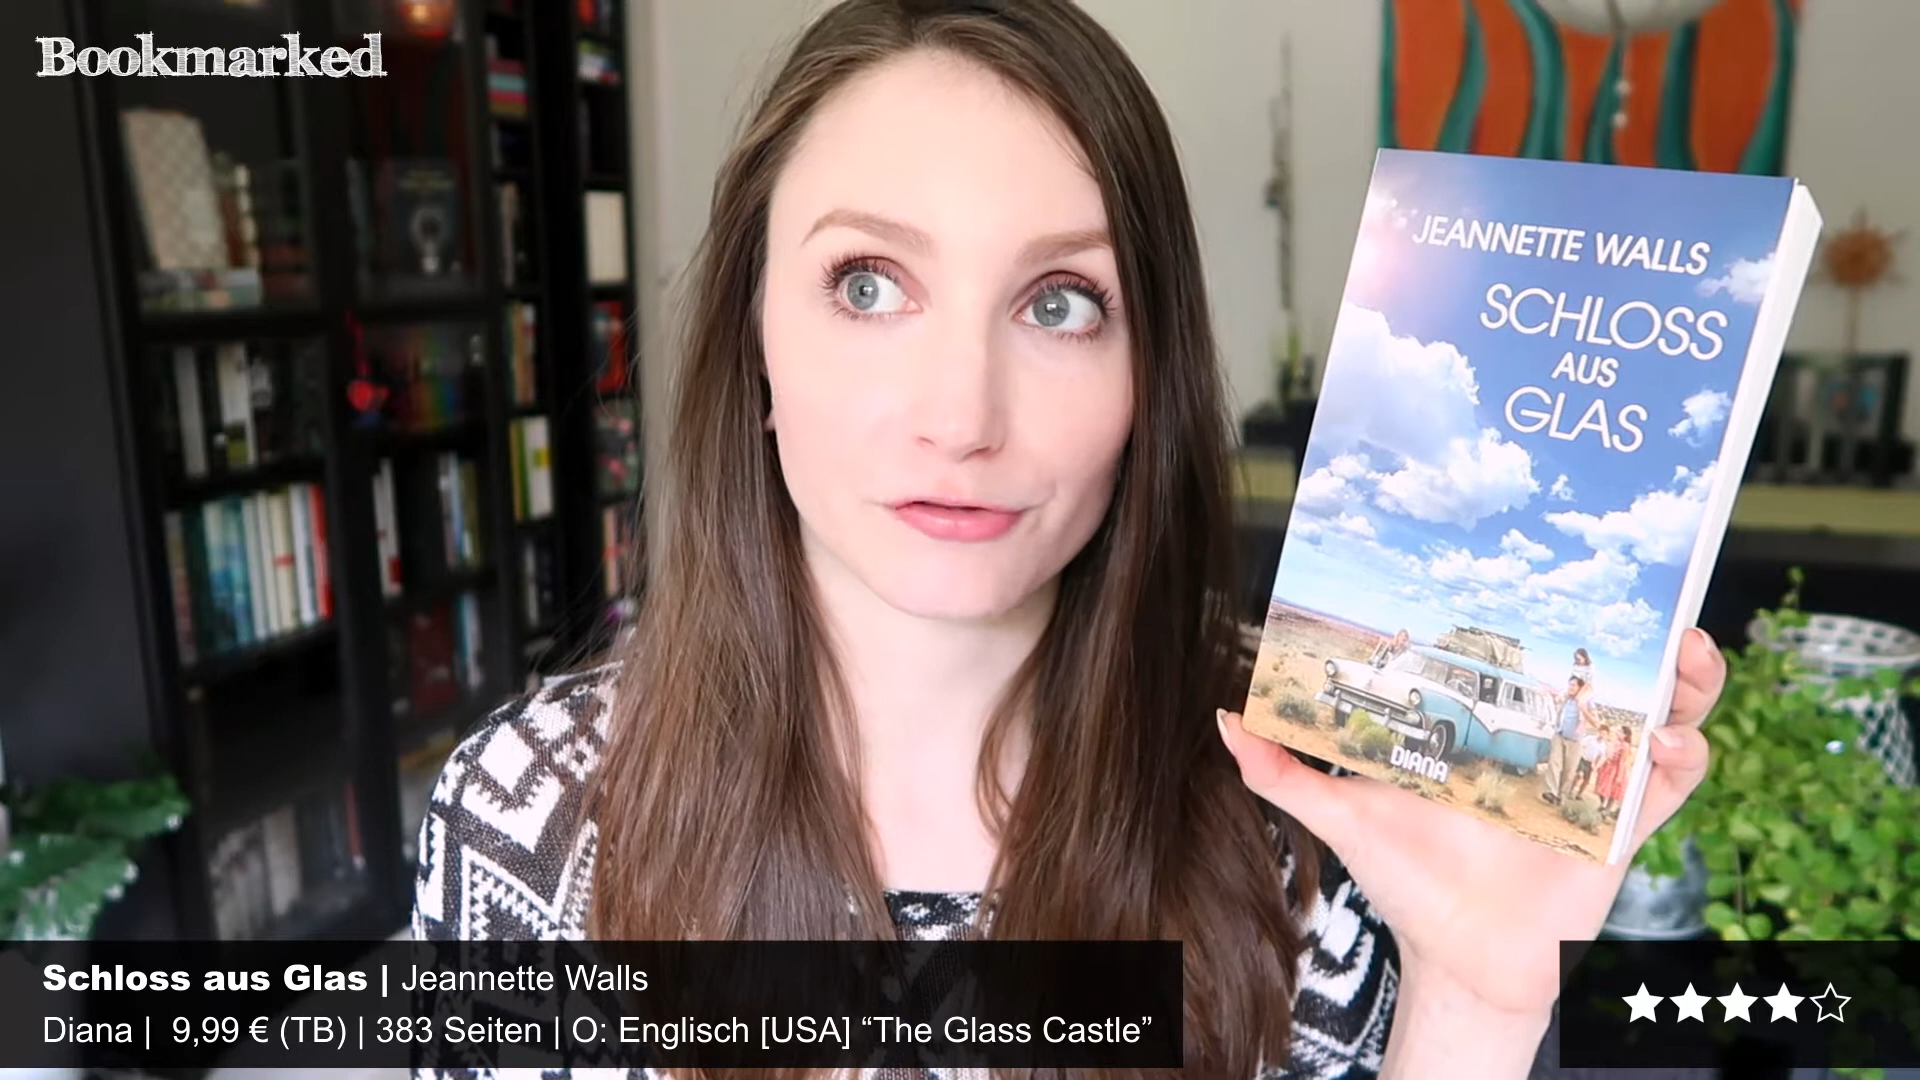 Bookmarked
JEANNETTE WALLS
SCHLOSS
AUS
GLAS
DIANA
Schloss aus Glas | Jeannette Walls
Diana | 9,99 € (TB) | 383 Seiten | O: Englisch [USA] “The Glass Castle”